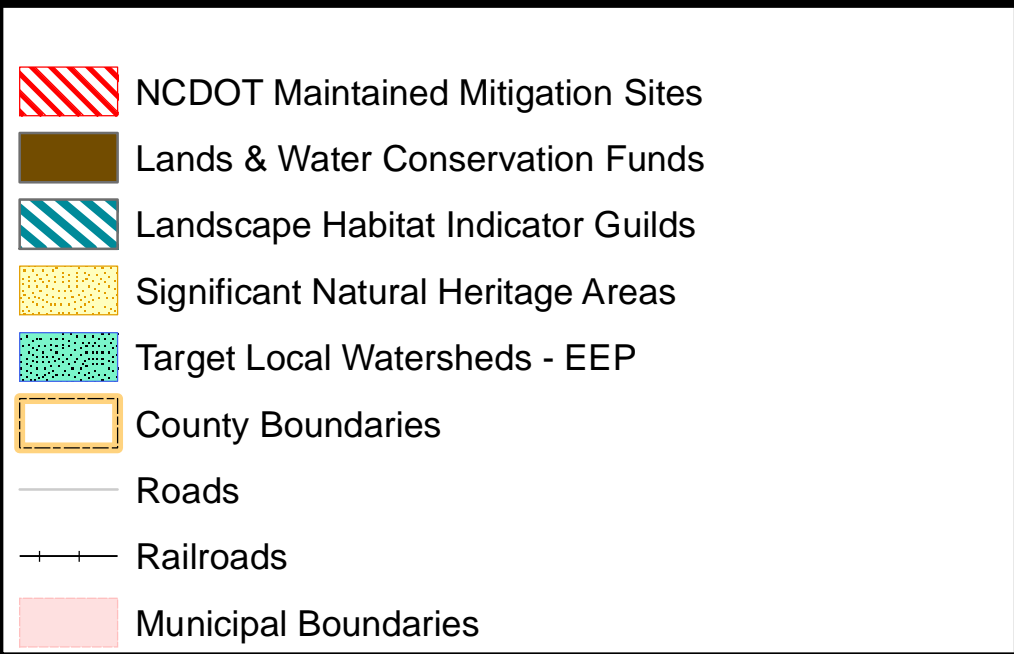 NCDOT Maintained Mitigation Sites
Lands & Water Conservation Funds
Landscape Habitat Indicator Guilds
Significant Natural Heritage Areas
Target Local Watersheds - EEP
County Boundaries
Roads
Railroads
Municipal Boundaries